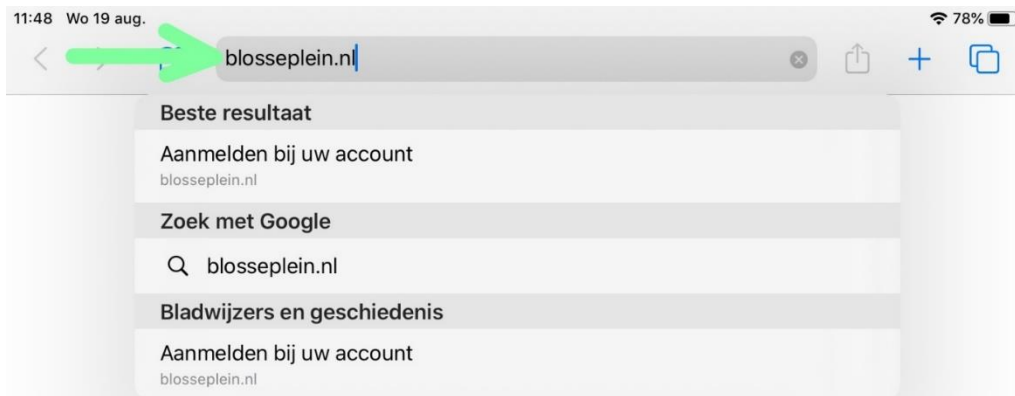 11:48 Wo 19 aug. 78%
blosseplein.nl
Beste resultaat
Aanmelden bij uw account
blosseplein.nl
Zoek met Google
blosseplein.nl
Bladwijzers en geschiedenis
Aanmelden bij uw account
blosseplein.nl